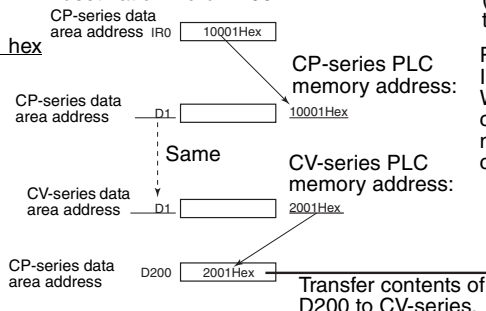 CP-series data
area address IR0 10001Hex
hex
CP-series PLC
memory address:
CP-series data
area address D1 10001Hex
Same
CV-series PLC
memory address:
CV-series data
area address D1 2001Hex
CP-series data
area address D200 2001Hex
Transfer contents of
D200 to CV-series.